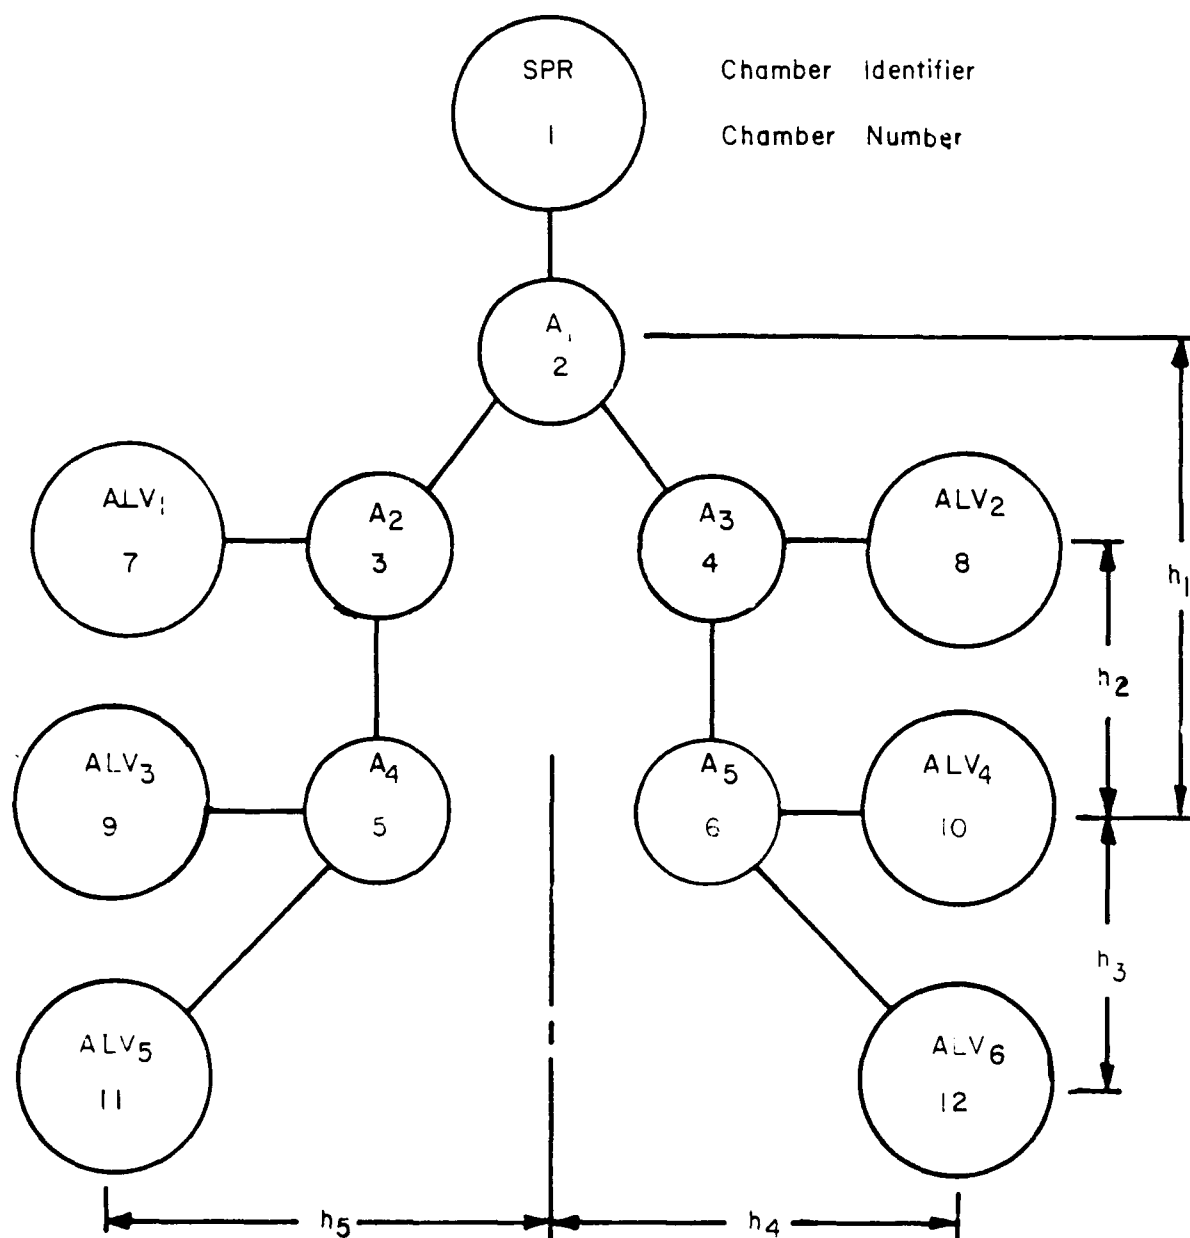 SPR Chamber Identifier
1 Chamber Number
A1
2
ALV1 A2 A3 ALV2
7 3 4 8
h1
h2
ALV3 A4 A5 ALV4
9 5 6 10
h3
ALV5 ALV6
11 12
h5 h4